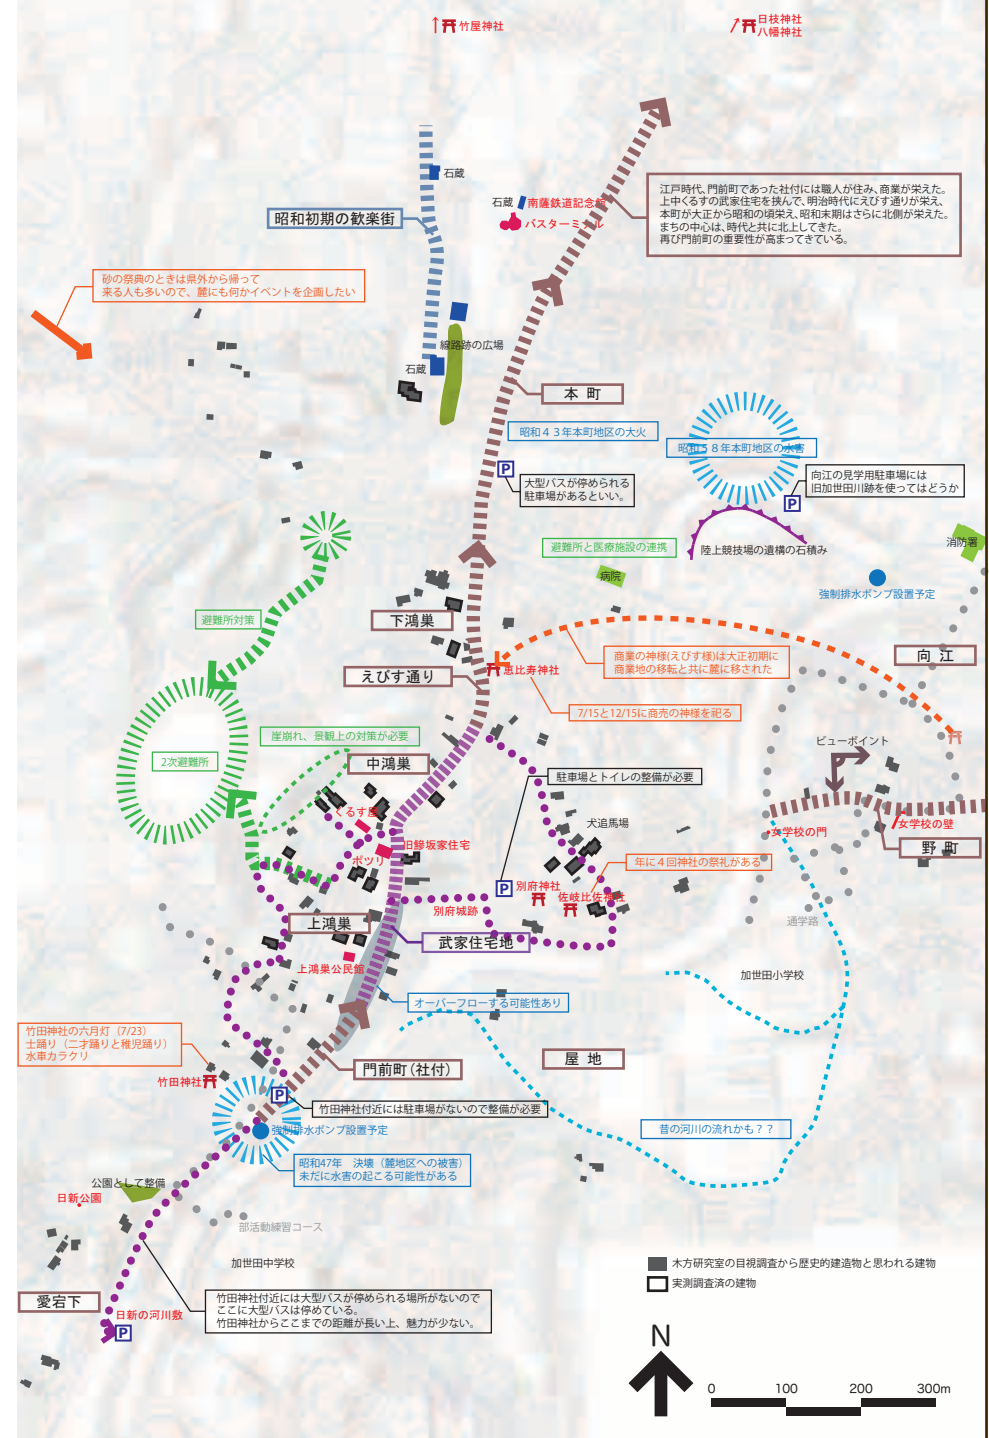 竹屋神社
日枝神社
八幡神社
石蔵
石蔵
南薩鉄道記念館
バスターミナル
昭和初期の歓楽街
江戸時代、門前町であった社付には職人が住み、商業が栄えた。
上中くるすの武家住宅を挟んで、明治時代にえびす通りが栄え、
本町が大正から昭和の頃栄え、昭和末期はさらに北側が栄えた。
まちの中心は、時代と共に北上してきた。
再び門前町の重要性が高まってきている。
砂の祭典のときは県外から帰って
来る人も多いので、麓にも何かイベントを企画したい
線路跡の広場
石蔵
本 町
昭和43年本町地区の大火
昭和58年本町地区の水害
P
大型バスが停められる
駐車場があるといい。
向江の見学用駐車場には
旧加世田川跡を使ってはどうか
P
陸上競技場の遺構の石積み
避難所と医療施設の連携
消防署
病院
強制排水ポンプ設置予定
避難所対策
下鴻巣
商業の神様(えびす様)は大正初期に
商業地の移転と共に麓に移された
向 江
えびす通り
恵比寿神社
7/15と12/15に商売の神様を祀る
崖崩れ、景観上の対策が必要
2次避難所
中鴻巣
ビューポイント
駐車場とトイレの整備が必要
くるす屋
犬追馬場
女学校の門
女学校の壁
旧鰺坂家住宅
野 町
ポツリ
年に4回神社の祭礼がある
P
別府神社
佐岐比佐神社
別府城跡
上鴻巣
通学路
武家住宅地
上鴻巣公民館
加世田小学校
オーバーフローする可能性あり
竹田神社の六月灯（7/23）
士踊り（二才踊りと稚児踊り）
水車カラクリ
屋 地
門前町(社付)
竹田神社
P
竹田神社付近には駐車場がないので整備が必要
強制排水ポンプ設置予定
昔の河川の流れかも？？
昭和47年　決壊（麓地区への被害）
未だに水害の起こる可能性がある
公園として整備
日新公園
部活動練習コース
加世田中学校
木方研究室の目視調査から歴史的建造物と思われる建物
実測調査済の建物
愛宕下
竹田神社付近には大型バスが停められる場所がないので
ここに大型バスは停めている。
竹田神社からここまでの距離が長い上、魅力が少ない。
日新の河川敷
P
N
0 100 200 300m